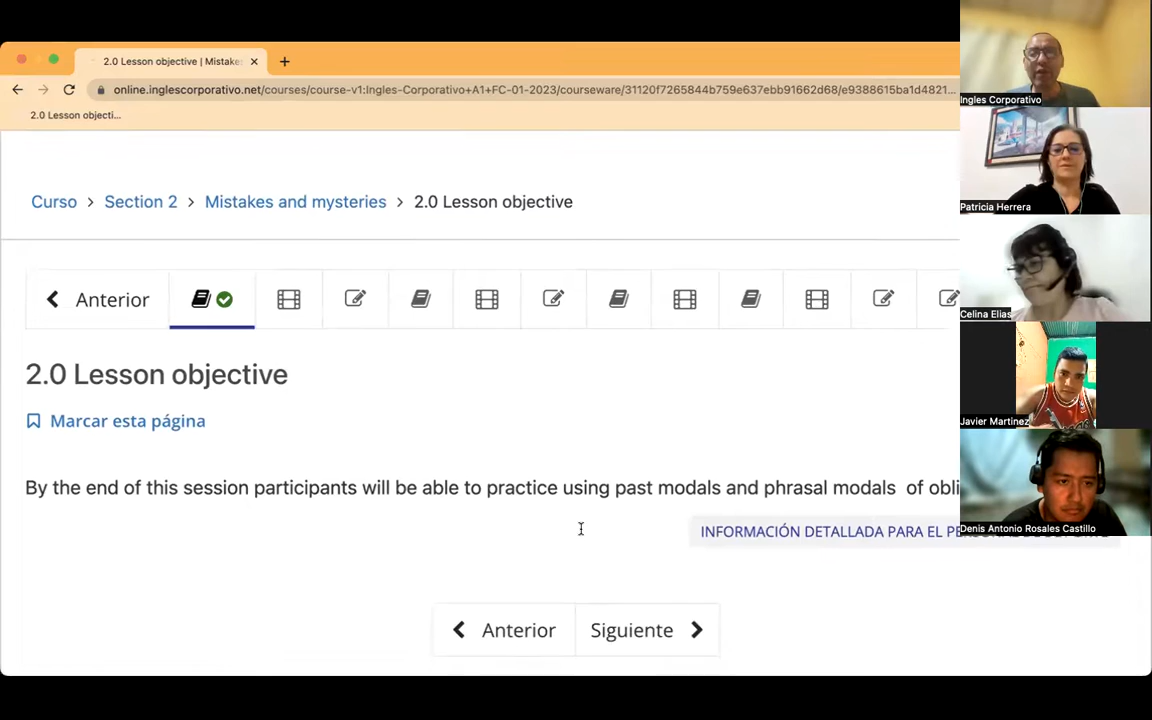 2.0 Lesson objective | Mistake
online.inglescorporativo.net/courses/course-v1:Ingles-Corporativo+A1+FC-01-2023/courseware/31120f7265844b759e637ebb91662d68/e9388615ba1d4821...
2.0 Lesson objecti...
Curso > Section 2 > Mistakes and mysteries > 2.0 Lesson objective
Anterior
2.0 Lesson objective
Marcar esta página
By the end of this session participants will be able to practice using past modals and phrasal modals of obli
INFORMACIÓN DETALLADA PARA EL PE
Anterior
Siguiente
Ingles Corporativo
Patricia Herrera
Celina Elias
Javier Martinez
Denis Antonio Rosales Castillo